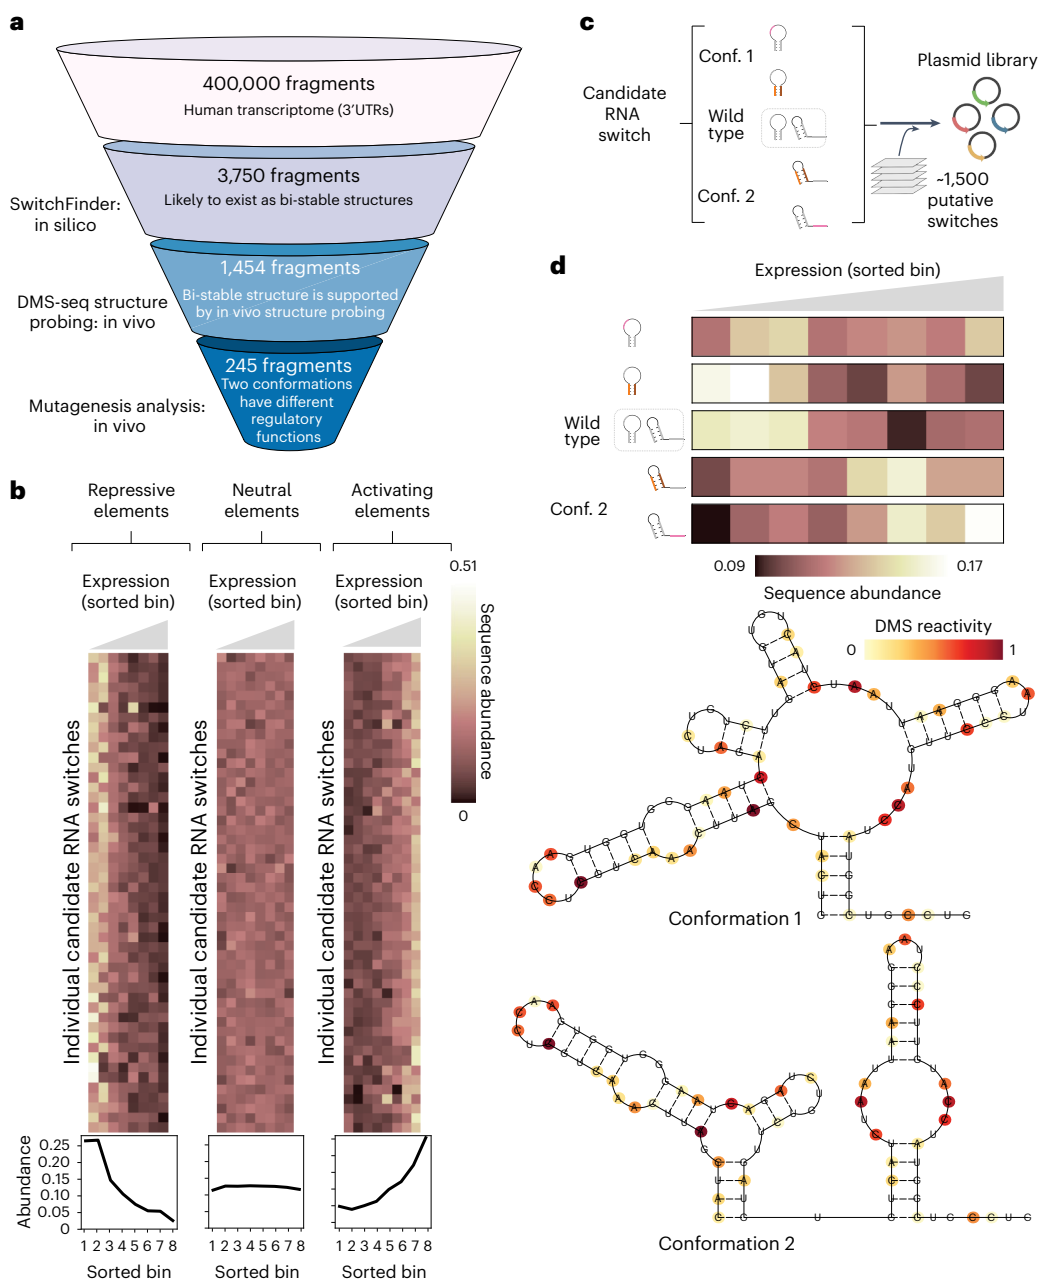 a
400,000 fragments
Human transcriptome (3′UTRs)
3,750 fragments
Likely to exist as bi-stable structures
SwitchFinder:
in silico
1,454 fragments
Bi-stable structure is supported
by in vivo structure probing
DMS-seq structure
probing: in vivo
245 fragments
Two conformations
have different
regulatory
functions
Mutagenesis analysis:
in vivo
b
Repressive
elements
Neutral
elements
Activating
elements
Expression
(sorted bin)
Expression
(sorted bin)
Expression
(sorted bin)
0.51
Sequence abundance
0
Individual candidate RNA switches
Individual candidate RNA switches
Individual candidate RNA switches
Abundance
0.25
0.20
0.15
0.10
0.05
0
1 2 3 4 5 6 7 8
1 2 3 4 5 6 7 8
1 2 3 4 5 6 7 8
Sorted bin
Sorted bin
Sorted bin
c
Candidate
RNA
switch
Conf. 1
Wild
type
Conf. 2
Plasmid library
~1,500
putative
switches
d
Expression (sorted bin)
Wild
type
Conf. 2
0.09
0.17
Sequence abundance
DMS reactivity
0
1
Conformation 1
Conformation 2